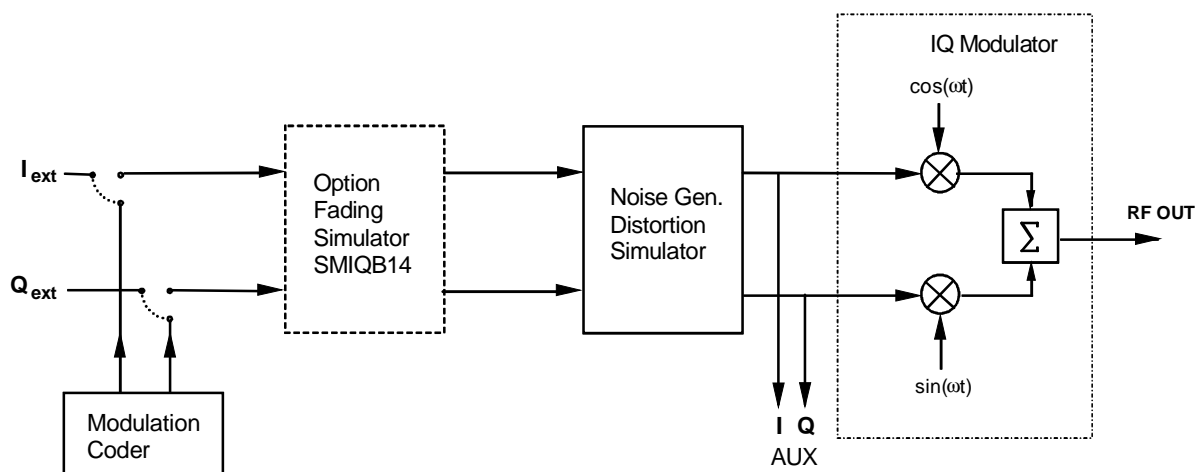 IQ Modulator
cos(ωt)
I ext
Option
Fading
Simulator
SMIQB14
Noise Gen.
Distortion
Simulator
Σ
RF OUT
Q ext
sin(ωt)
Modulation
Coder
I Q
AUX